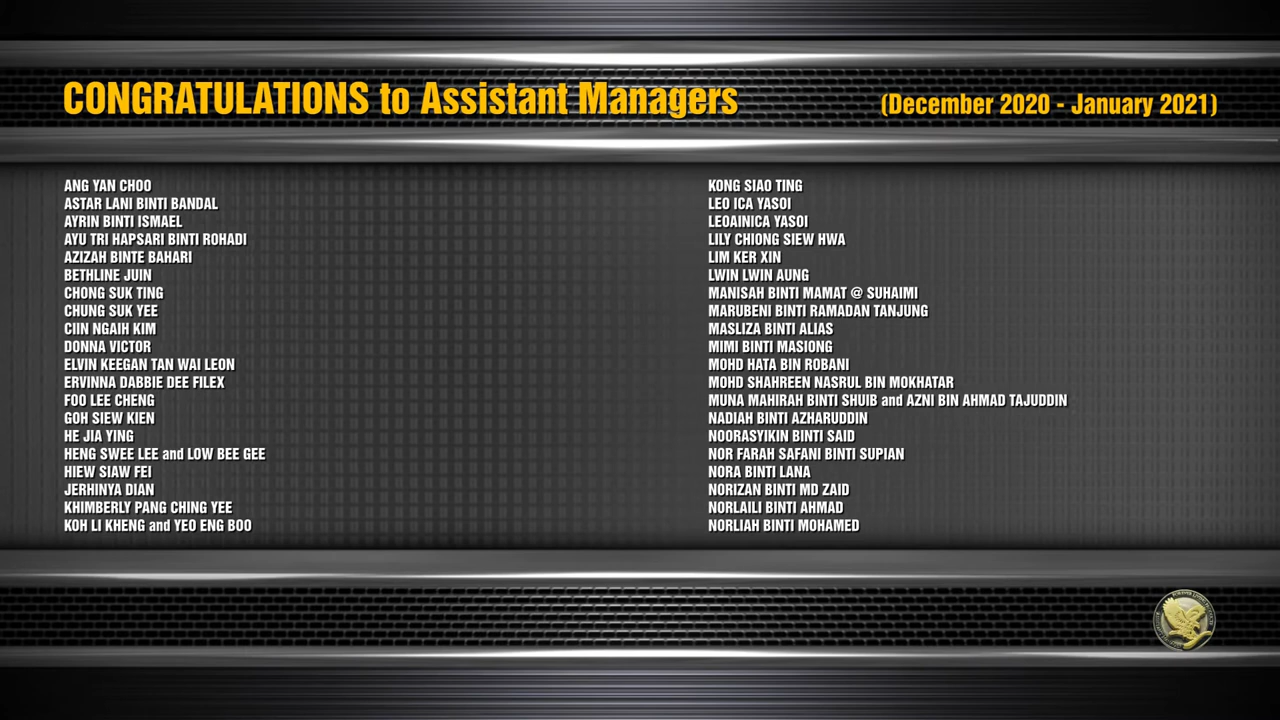 CONGRATULATIONS to Assistant Managers
(December 2020 - January 2021)
ANG YAN CHOO
ASTAR LANI BINTI BANDAL
AYRIN BINTI ISMAEL
AYU TRI HAPSARI BINTI ROHADI
AZIZAH BINTE BAHARI
BETHLINE JUIN
CHONG SUK TING
CHUNG SUK YEE
CIIN NGAIH KIM
DONNA VICTOR
ELVIN KEEGAN TAN WAI LEON
ERVINNA DABBIE DEE FILEX
FOO LEE CHENG
GOH SIEW KIEN
HE JIA YING
HENG SWEE LEE and LOW BEE GEE
HIEW SIAW FEI
JERHINYA DIAN
KHIMBERLY PANG CHING YEE
KOH LI KHENG and YEO ENG BOO
KONG SIAO TING
LEO ICA YASOI
LEOAINICA YASOI
LILY CHIONG SIEW HWA
LIM KER XIN
LWIN LWIN AUNG
MANISAH BINTI MAMAT @ SUHAIMI
MARUBENI BINTI RAMADAN TANJUNG
MASLIZA BINTI ALIAS
MIMI BINTI MASIONG
MOHD HATA BIN ROBANI
MOHD SHAHREEN NASRUL BIN MOKHATAR
MUNA MAHIRAH BINTI SHUIB and AZNI BIN AHMAD TAJUDDIN
NADIAH BINTI AZHARUDDIN
NOORASYIKIN BINTI SAID
NOR FARAH SAFANI BINTI SUPIAN
NORA BINTI LANA
NORIZAN BINTI MD ZAID
NORLAILI BINTI AHMAD
NORLIAH BINTI MOHAMED